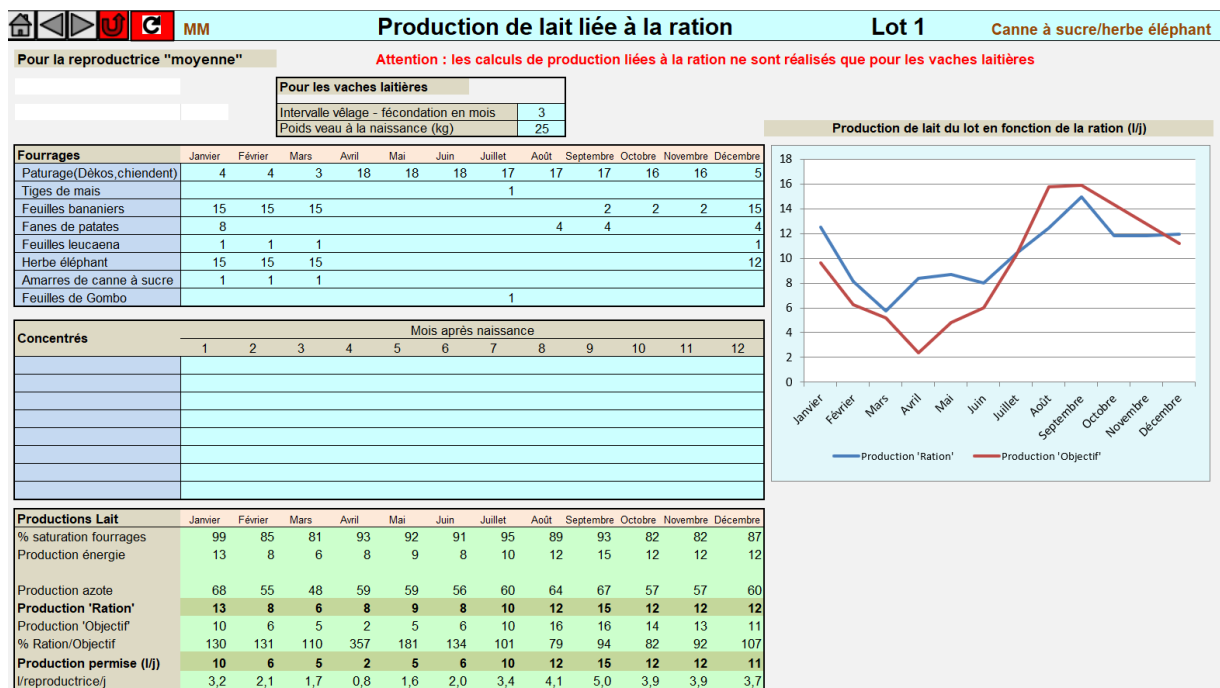 MM Production de lait liée à la ration Lot 1 Canne à sucre/herbe éléphant
Pour la reproductrice "moyenne" Attention : les calculs de production liées à la ration ne sont réalisés que pour les vaches laitières
Pour les vaches laitières
Intervalle vêlage - fécondation en mois 3
Poids veau à la naissance (kg) 25
Fourrages Janvier Février Mars Avril Mai Juin Juillet Août Septembre Octobre Novembre Décembre
Paturage(Dèkos,chiendent) 4 4 3 18 18 18 17 17 17 16 16 5
Tiges de mais 1
Feuilles bananiers 15 15 15 2 2 2 15
Fanes de patates 8 4 4 4
Feuilles leucaena 1 1 1 1
Herbe éléphant 15 15 15 12
Amarres de canne à sucre 1 1 1
Feuilles de Gombo 1
Concentrés Mois après naissance
1 2 3 4 5 6 7 8 9 10 11 12
Productions Lait Janvier Février Mars Avril Mai Juin Juillet Août Septembre Octobre Novembre Décembre
% saturation fourrages 99 85 81 93 92 91 95 89 93 82 82 87
Production énergie 13 8 6 8 9 8 10 12 15 12 12 12
Production azote 68 55 48 59 59 56 60 64 67 57 57 60
Production 'Ration' 13 8 6 8 9 8 10 12 15 12 12 12
Production 'Objectif' 10 6 5 2 5 6 10 16 16 14 13 11
% Ration/Objectif 130 131 110 357 181 134 101 79 94 82 92 107
Production permise (l/j) 10 6 5 2 5 6 10 12 15 12 12 11
l/reproductrice/j 3,2 2,1 1,7 0,8 1,6 2,0 3,4 4,1 5,0 3,9 3,9 3,7
Production de lait du lot en fonction de la ration (l/j)
18
16
14
12
10
8
6
4
2
0
Janvier Février Mars Avril Mai Juin Juillet Août Septembre Octobre Novembre Décembre
Production 'Ration' Production 'Objectif'